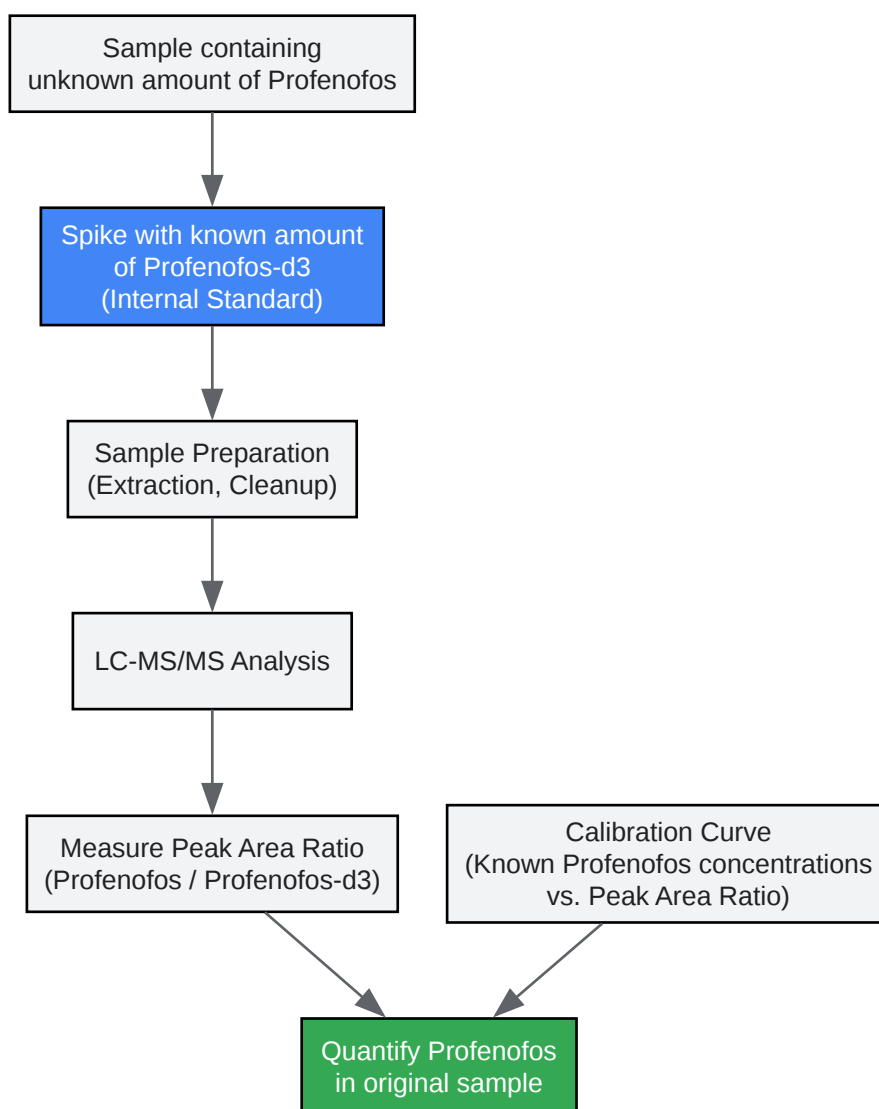 Sample containing
unknown amount of Profenofos
Spike with known amount
of Profenofos-d3
(Internal Standard)
Sample Preparation
(Extraction, Cleanup)
LC-MS/MS Analysis
Measure Peak Area Ratio
(Profenofos / Profenofos-d3)
Calibration Curve
(Known Profenofos concentrations
vs. Peak Area Ratio)
Quantify Profenofos
in original sample